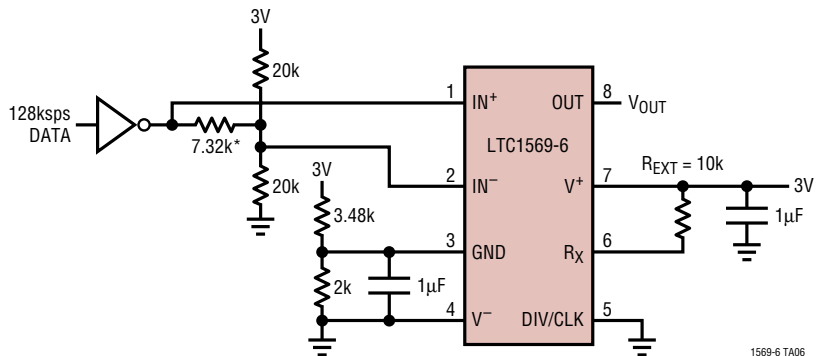 3V
20k
128ksps
DATA
7.32k*
20k
3V
3.48k
2k
1µF
1
IN+
2
IN−
3
GND
4
V−
LTC1569-6
OUT
8
VOUT
V+
7
REXT = 10k
3V
1µF
RX
6
DIV/CLK
5
1569-6 TA06